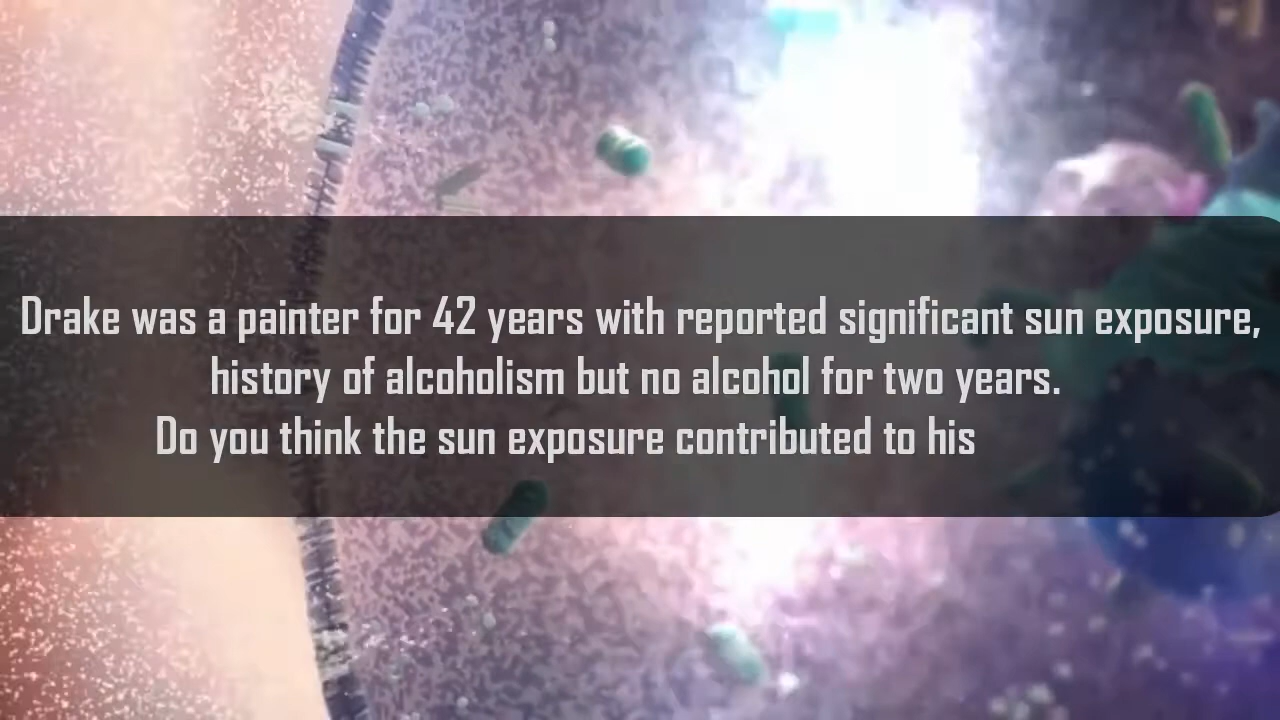 Drake was a painter for 42 years with reported significant sun exposure,
history of alcoholism but no alcohol for two years.
Do you think the sun exposure contributed to his